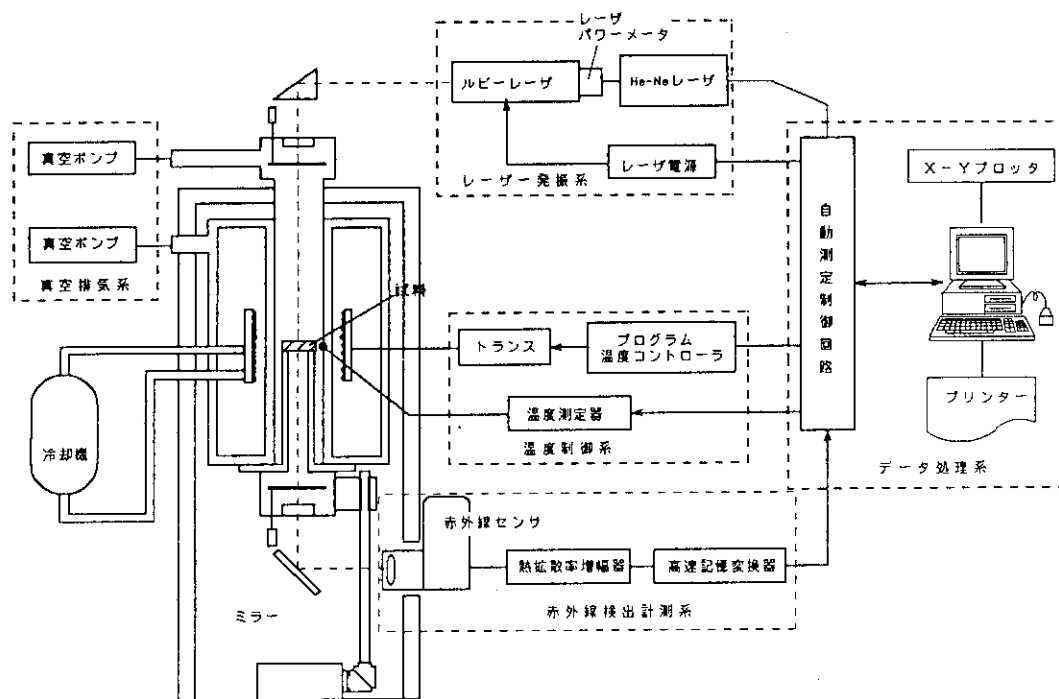 レーザ
パワーメータ
ルビーレーザ
He-Neレーザ
レーザ電源
レーザー発振系
真空ポンプ
真空ポンプ
真空排気系
X-Yプロッタ
自動測定制御回路
試料
トランス
プログラム
温度コントローラ
温度測定器
温度制御系
プリンター
データ処理系
冷却機
赤外線センサ
熱拡散率増幅器
高速記憶変換器
赤外線検出計測系
ミラー